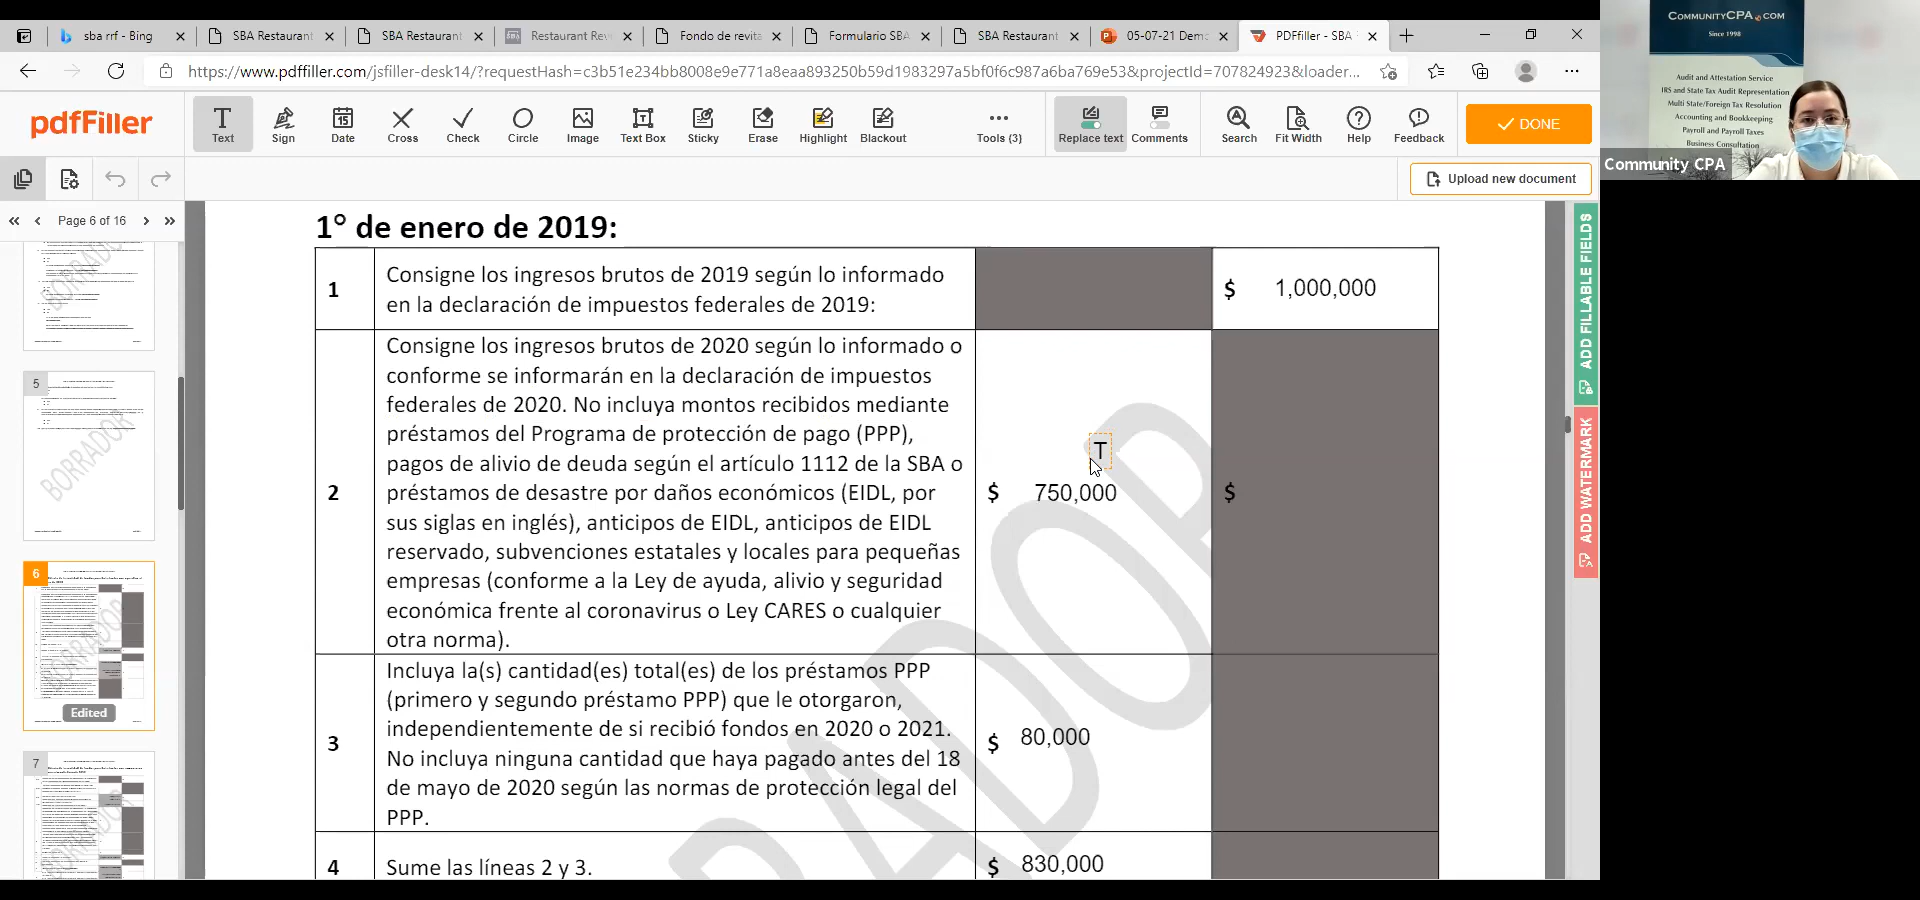 sba rrf - Bing
SBA Restaurant
SBA Restaurant
Restaurant Rev
Fondo de revita
Formulario SBA
SBA Restaurant
05-07-21 Dem
PDFfiller - SBA
https://www.pdffiller.com/jsfiller-desk14/?requestHash=c3b51e234bb8008e9e771a8eaa893250b59d1983297a5bf0f6c987a6ba769e53&projectId=707824923&loader...
pdfFiller
Text
Sign
15
Date
Cross
Check
Circle
Image
Text Box
Sticky
Erase
Highlight
Blackout
Tools (3)
Replace text
Comments
Search
Fit Width
Help
Feedback
DONE
Upload new document
Page 6 of 16
5
BORRADOR
6
Edited
7
1° de enero de 2019:
1
Consigne los ingresos brutos de 2019 según lo informado
en la declaración de impuestos federales de 2019:
$ 1,000,000
2
Consigne los ingresos brutos de 2020 según lo informado o
conforme se informarán en la declaración de impuestos
federales de 2020. No incluya montos recibidos mediante
préstamos del Programa de protección de pago (PPP),
pagos de alivio de deuda según el artículo 1112 de la SBA o
préstamos de desastre por daños económicos (EIDL, por
sus siglas en inglés), anticipos de EIDL, anticipos de EIDL
reservado, subvenciones estatales y locales para pequeñas
empresas (conforme a la Ley de ayuda, alivio y seguridad
económica frente al coronavirus o Ley CARES o cualquier
otra norma).
T
$ 750,000
$
3
Incluya la(s) cantidad(es) total(es) de los préstamos PPP
(primero y segundo préstamo PPP) que le otorgaron,
independientemente de si recibió fondos en 2020 o 2021.
No incluya ninguna cantidad que haya pagado antes del 18
de mayo de 2020 según las normas de protección legal del
PPP.
$ 80,000
4
Sume las líneas 2 y 3.
$ 830,000
ADD FILLABLE FIELDS
ADD WATERMARK
COMMUNITYCPA.COM
Since 1998
Audit and Attestation Service
IRS and State Tax Audit Representation
Multi State/Foreign Tax Resolution
Accounting and Bookkeeping
Payroll and Payroll Taxes
Business Consultation
Community CPA